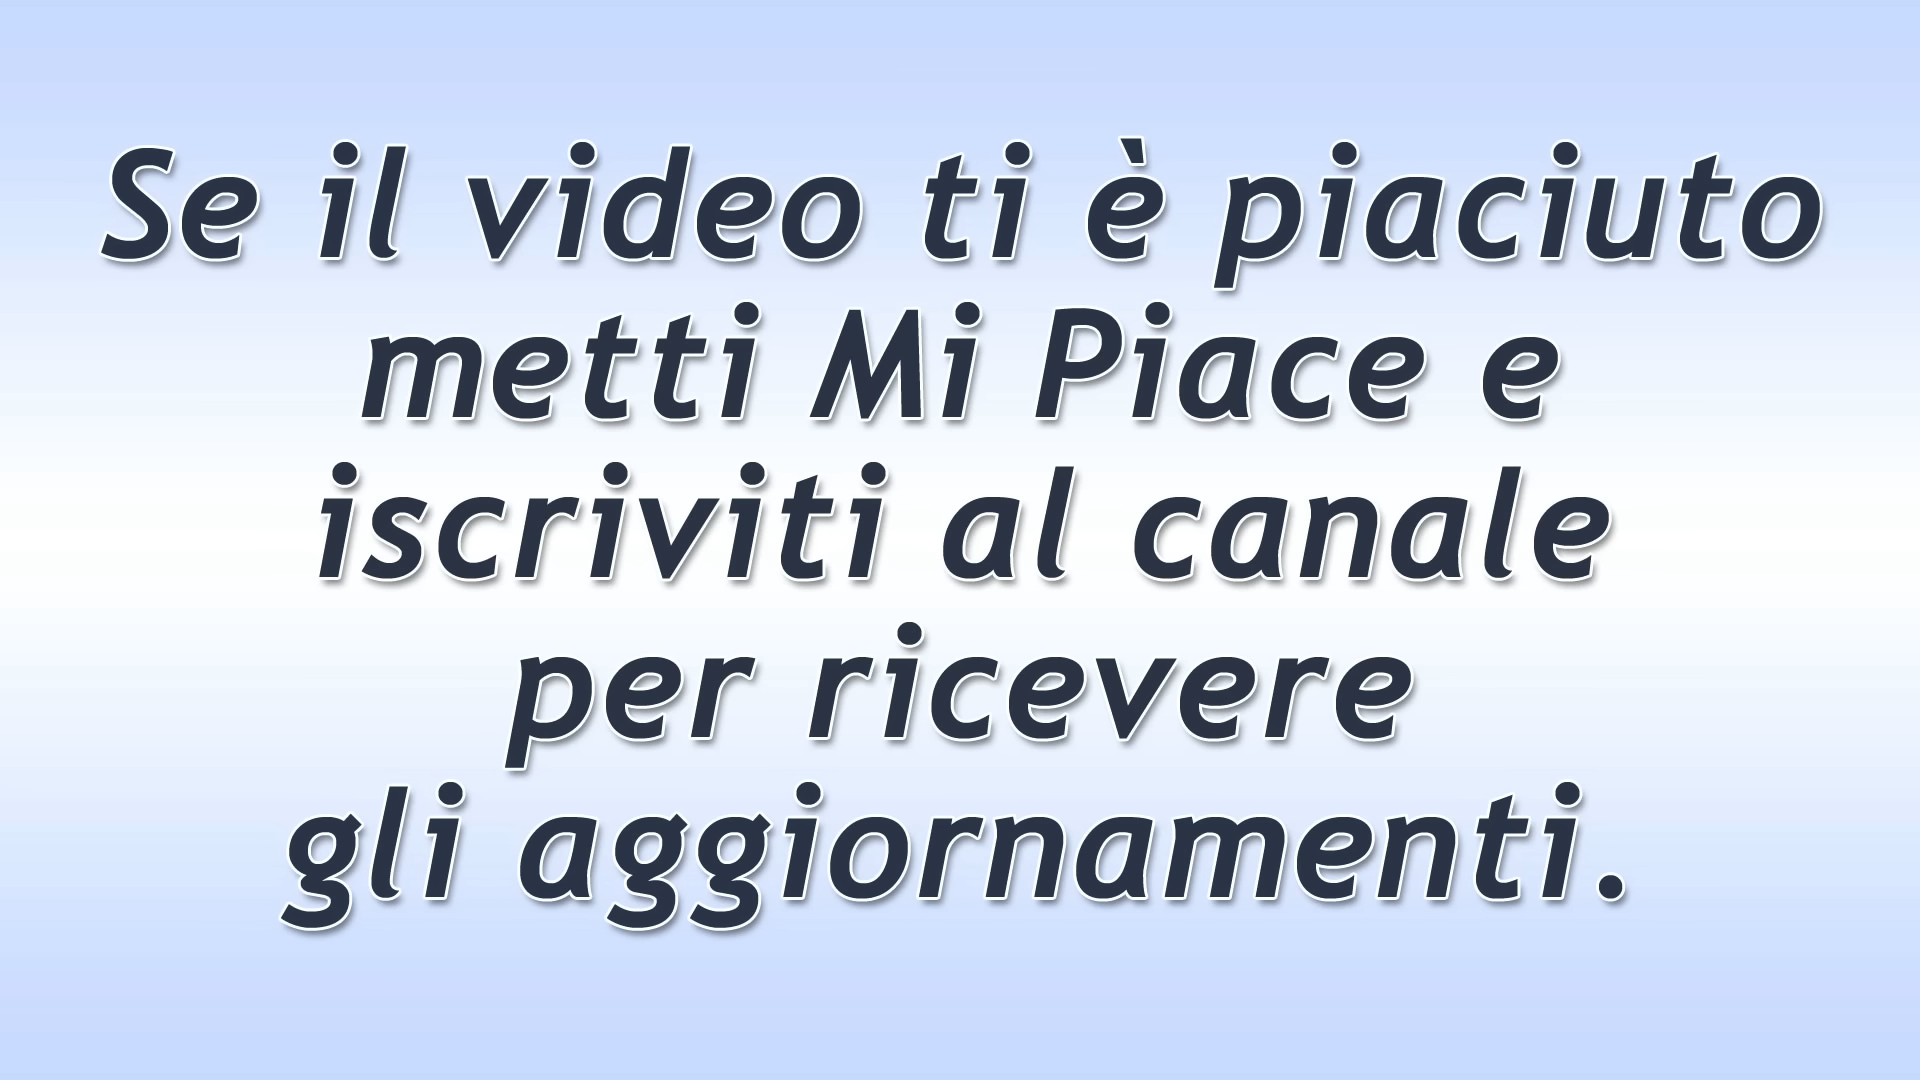 Se il video ti è piaciuto
metti Mi Piace e
iscriviti al canale
per ricevere
gli aggiornamenti.